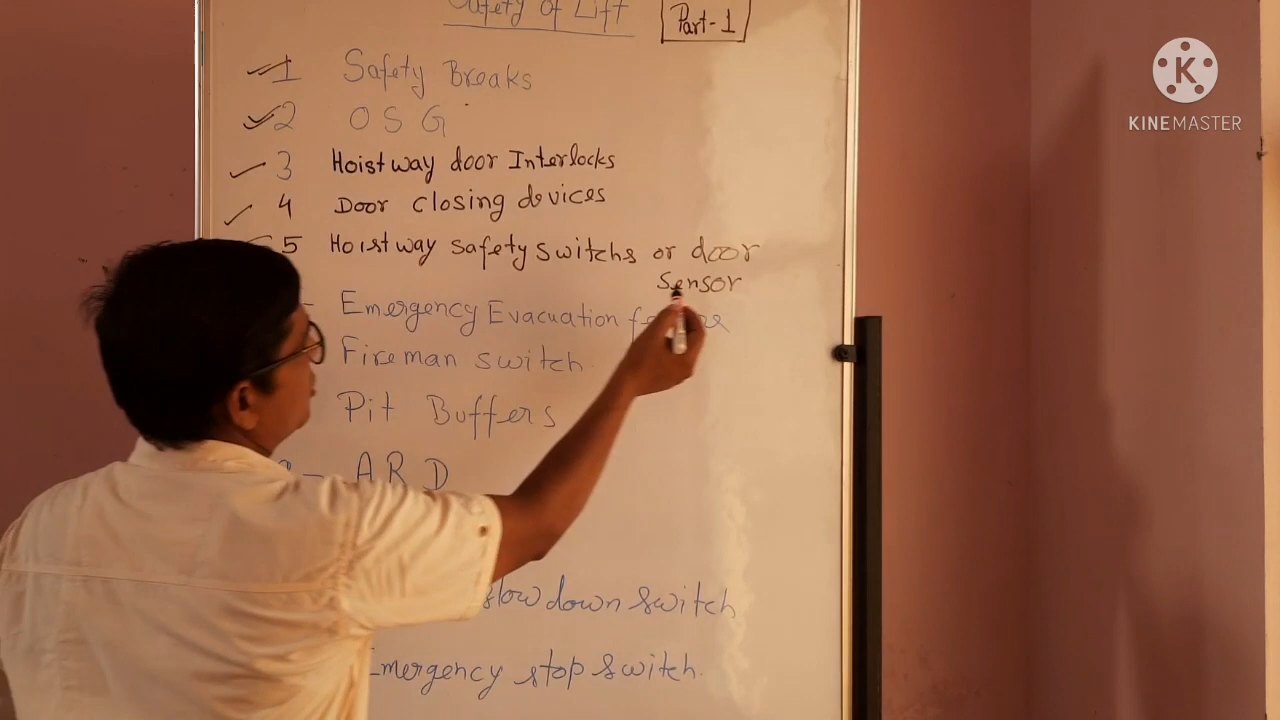 Safety of Lift
Part-1
1 Safety Breaks
2 O S G
3 Hoistway door Interlocks
4 Door closing devices
5 Hoistway safety switchs or door
sensor
- Emergency Evacuation
Fireman switch
Pit Buffers
- A R D
slow down switch
Emergency stop switch.
K
KINEMASTER